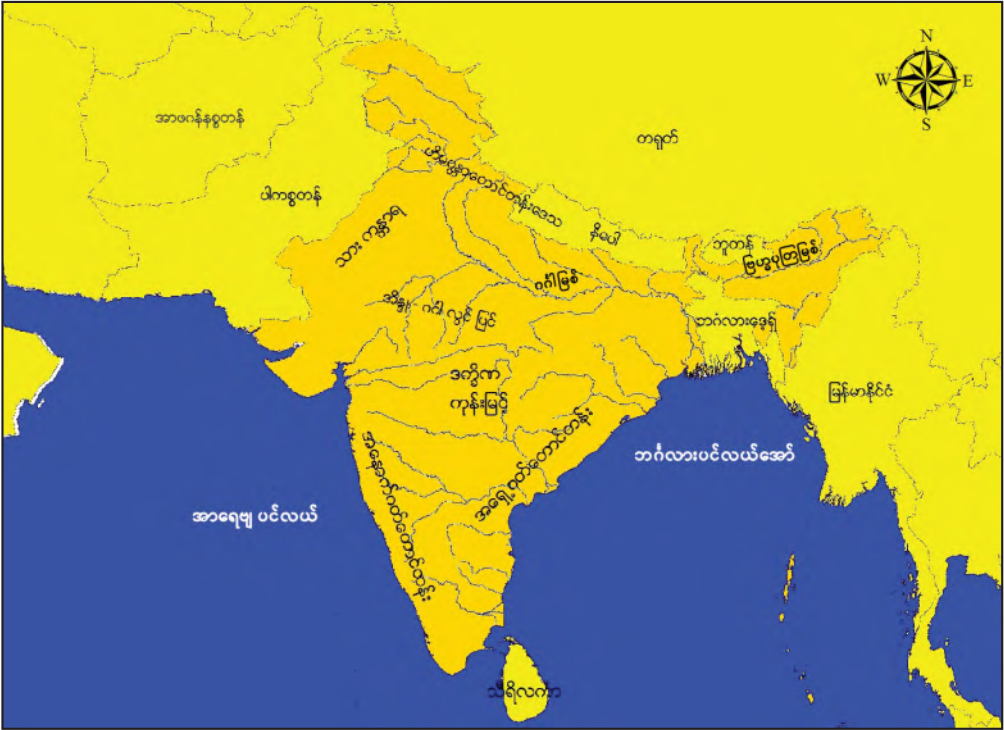 N
W E
S
အာဖဂန်နစ္စတန်
တရုတ်
ပါကစ္စတန်
ဟိမဝန္တာတောင်တန်းဒေသ
နီပေါ
ဘူတန်
ဗြဟ္မပုတြမြစ်
သား ကန္တာရ
ဂင်္ဂါမြစ်
အိန္ဒု - ဂင်္ဂါ လွင် ပြင်
ဘင်္ဂလားဒေ့ရှ်
ဒက္ခိဏ
ကုန်းမြင့်
မြန်မာနိုင်ငံ
အနောက်ဂတ်တောင်တန်း
အရှေ့ဂတ်တောင်တန်း
ဘင်္ဂလားပင်လယ်အော်
အာရေဗျ ပင်လယ်
သီရိလင်္ကာ